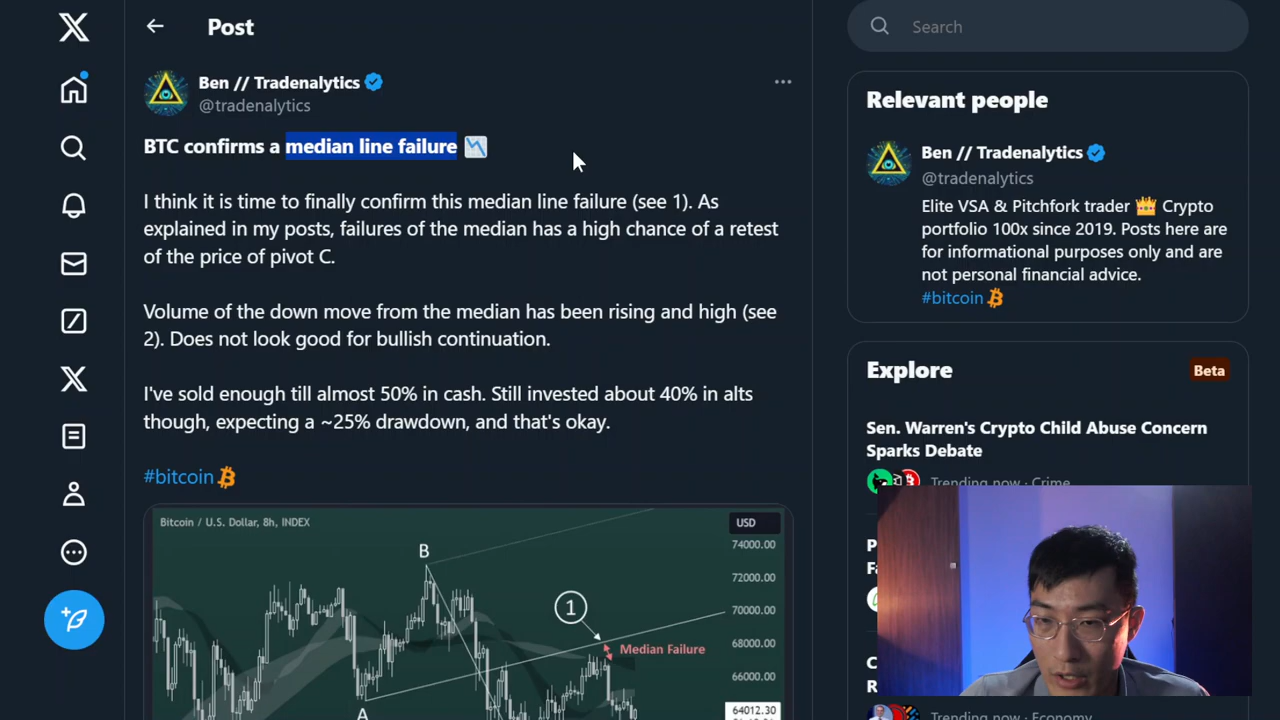 Post
Search
Ben // Tradenalytics
@tradenalytics
BTC confirms a median line failure
I think it is time to finally confirm this median line failure (see 1). As
explained in my posts, failures of the median has a high chance of a retest
of the price of pivot C.
Volume of the down move from the median has been rising and high (see
2). Does not look good for bullish continuation.
I've sold enough till almost 50% in cash. Still invested about 40% in alts
though, expecting a ~25% drawdown, and that's okay.
#bitcoin
Bitcoin / U.S. Dollar, 8h, INDEX
USD
74000.00
72000.00
70000.00
68000.00
66000.00
64012.30
B
1
Median Failure
A
Relevant people
Ben // Tradenalytics
@tradenalytics
Elite VSA & Pitchfork trader Crypto
portfolio 100x since 2019. Posts here are
for informational purposes only and are
not personal financial advice.
#bitcoin
Explore
Beta
Sen. Warren's Crypto Child Abuse Concern
Sparks Debate
Trending now · Crime
Trending now · Economy